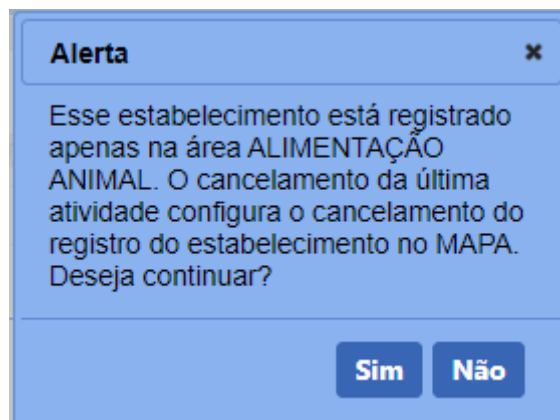 Alerta
Esse estabelecimento está registrado
apenas na área ALIMENTAÇÃO
ANIMAL. O cancelamento da última
atividade configura o cancelamento do
registro do estabelecimento no MAPA.
Deseja continuar?
Sim Não